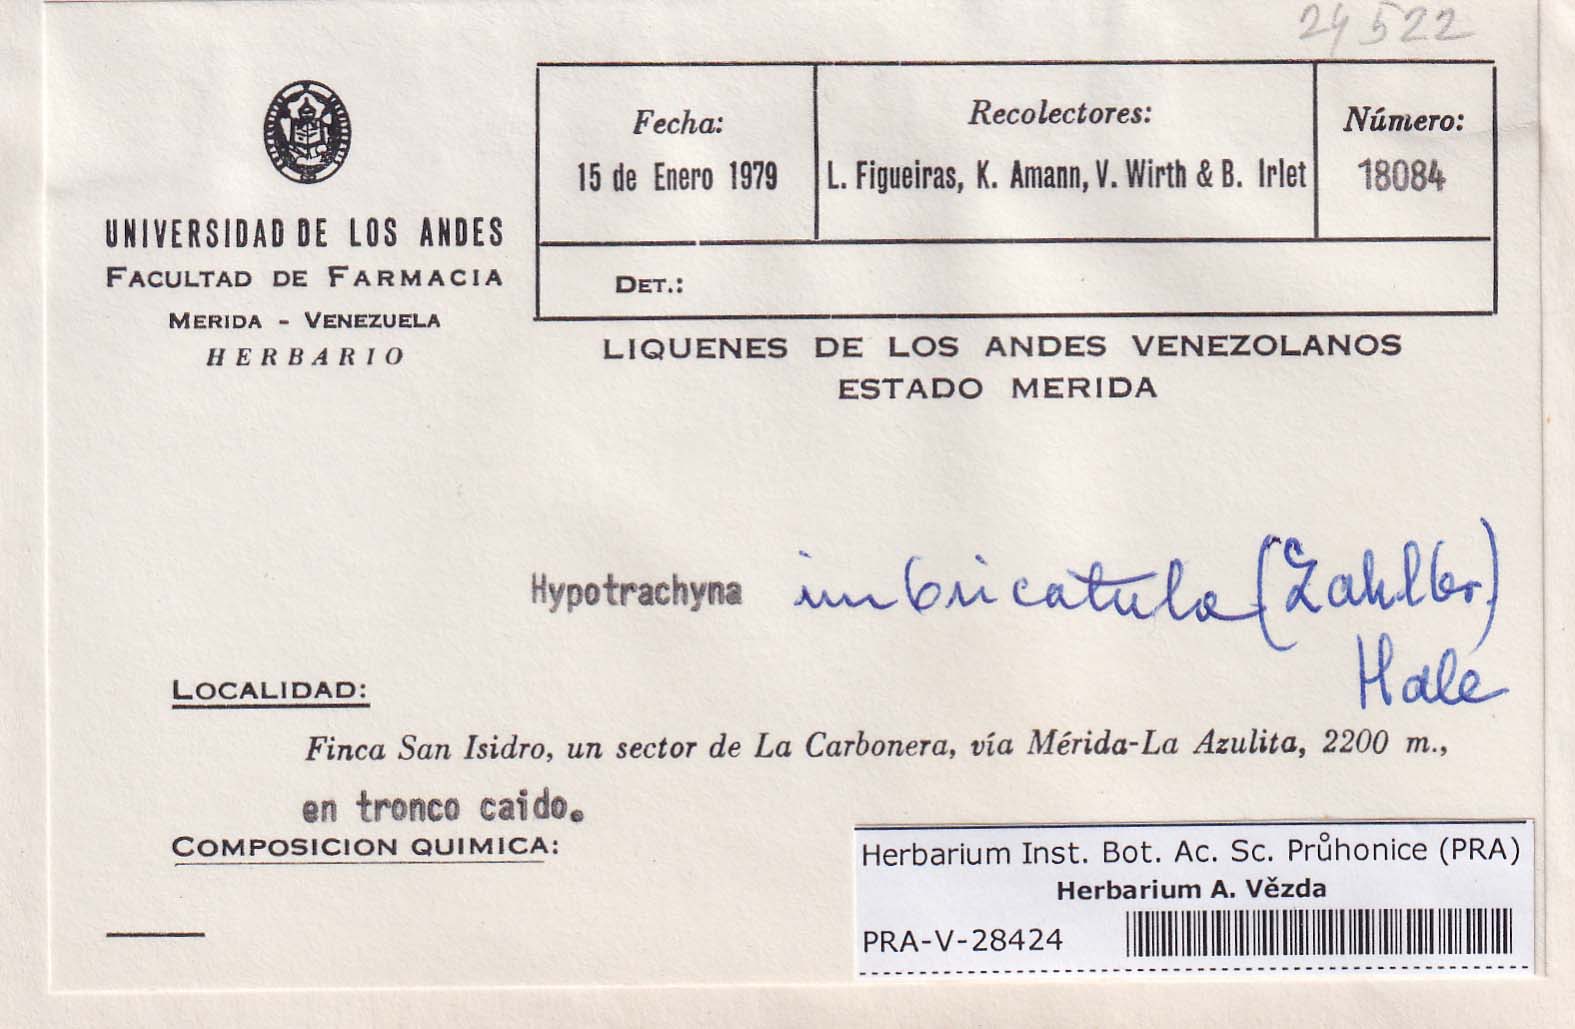 24522
Fecha:
15 de Enero 1979
Recolectores:
L. Figueiras, K. Amann, V. Wirth & B. Irlet
Número:
18084
DET.:
UNIVERSIDAD DE LOS ANDES
FACULTAD DE FARMACIA
MERIDA - VENEZUELA
HERBARIO
LIQUENES DE LOS ANDES VENEZOLANOS
ESTADO MERIDA
Hypotrachyna imbricatula (Zahlbr.)
Hale
LOCALIDAD:
Finca San Isidro, un sector de La Carbonera, vía Mérida-La Azulita, 2200 m.,
en tronco caido.
COMPOSICION QUIMICA:
Herbarium Inst. Bot. Ac. Sc. Průhonice (PRA)
Herbarium A. Vězda
PRA-V-28424